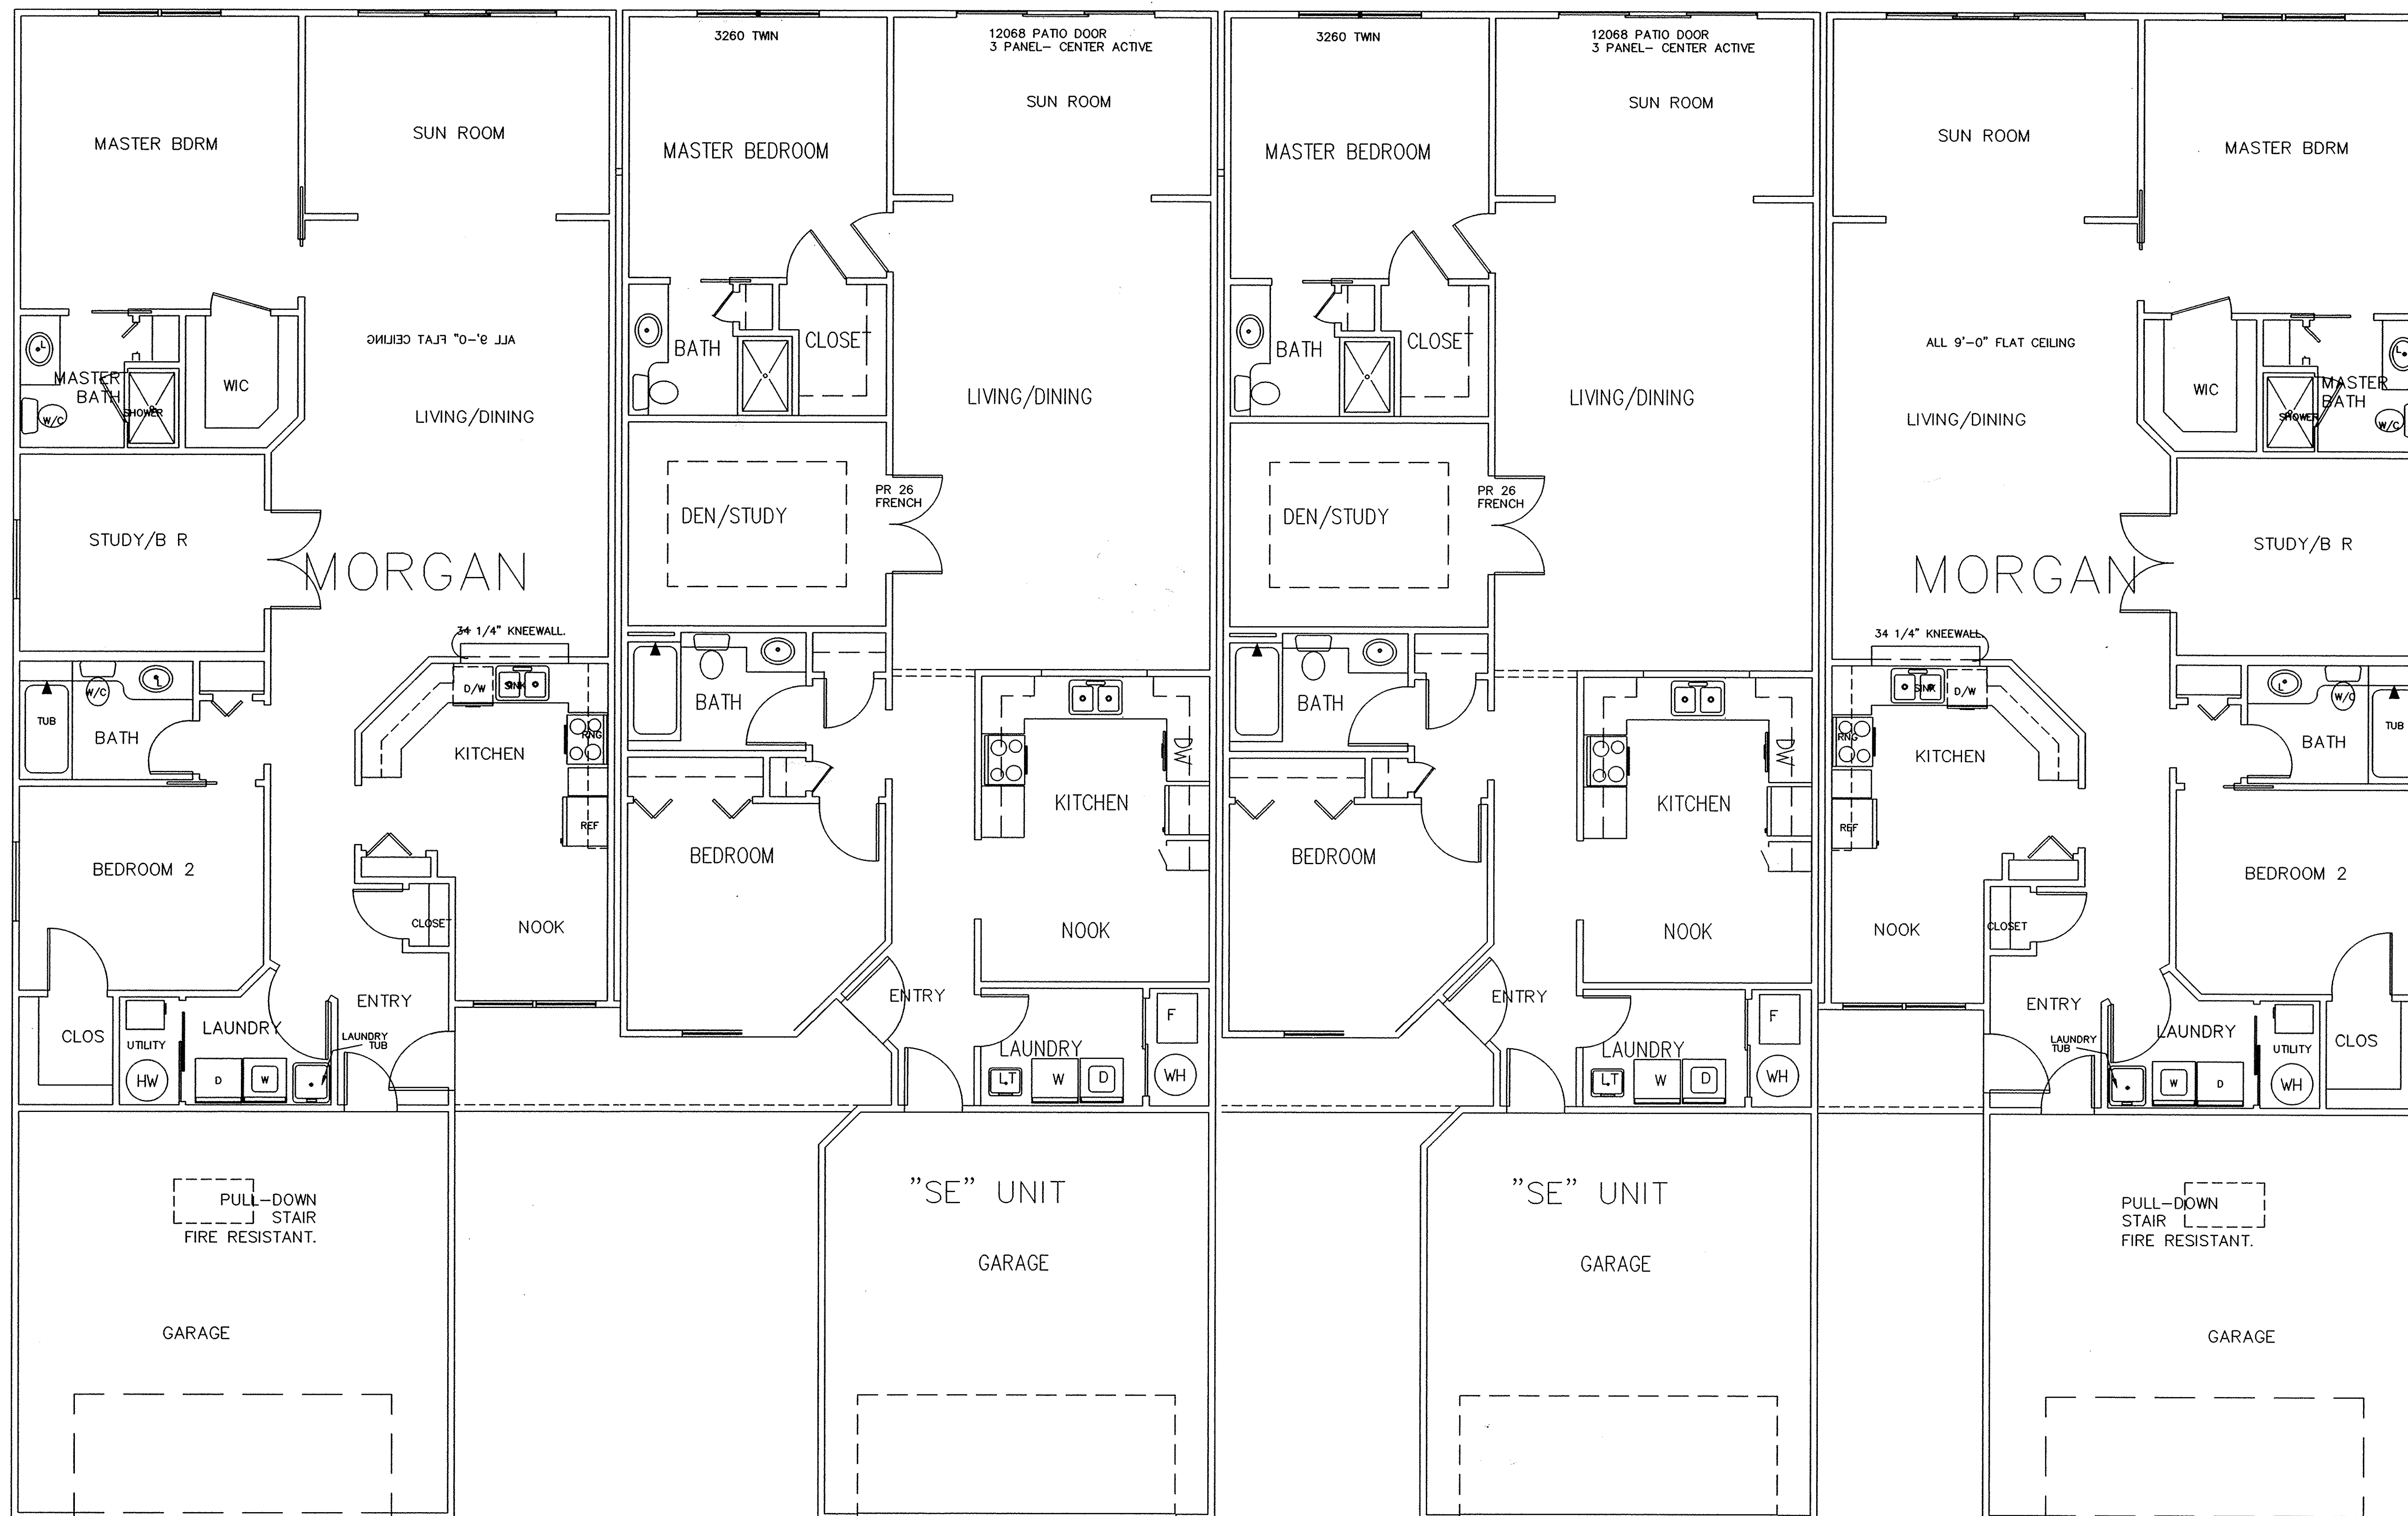 MASTER BDRM
SUN ROOM
ALL 9'-0" FLAT CEILING
MASTER
BATH
SHOWER
W/C
L
WIC
LIVING/DINING
STUDY/B R
MORGAN
34 1/4" KNEEWALL.
D/W
SINK
RNG
REF
KITCHEN
W/C
L
TUB
BATH
BEDROOM 2
CLOSET
NOOK
ENTRY
CLOS
UTILITY
HW
LAUNDRY
LAUNDRY
TUB
D
W
PULL-DOWN
STAIR
FIRE RESISTANT.
GARAGE
3260 TWIN
12068 PATIO DOOR
3 PANEL- CENTER ACTIVE
SUN ROOM
MASTER BEDROOM
BATH
CLOSET
LIVING/DINING
DEN/STUDY
PR 26
FRENCH
BATH
DW
KITCHEN
BEDROOM
NOOK
ENTRY
LAUNDRY
F
LT
W
D
WH
"SE" UNIT
GARAGE
3260 TWIN
12068 PATIO DOOR
3 PANEL- CENTER ACTIVE
SUN ROOM
MASTER BEDROOM
BATH
CLOSET
LIVING/DINING
DEN/STUDY
PR 26
FRENCH
BATH
DW
KITCHEN
BEDROOM
NOOK
ENTRY
LAUNDRY
F
LT
W
D
WH
"SE" UNIT
GARAGE
SUN ROOM
MASTER BDRM
ALL 9'-0" FLAT CEILING
LIVING/DINING
WIC
MASTER
BATH
SHOWER
W/C
L
STUDY/B R
MORGAN
34 1/4" KNEEWALL.
SINK
D/W
RNG
REF
KITCHEN
L
W/C
TUB
BATH
BEDROOM 2
NOOK
CLOSET
ENTRY
LAUNDRY
LAUNDRY
TUB
W
D
UTILITY
WH
CLOS
PULL-DOWN
STAIR
FIRE RESISTANT.
GARAGE